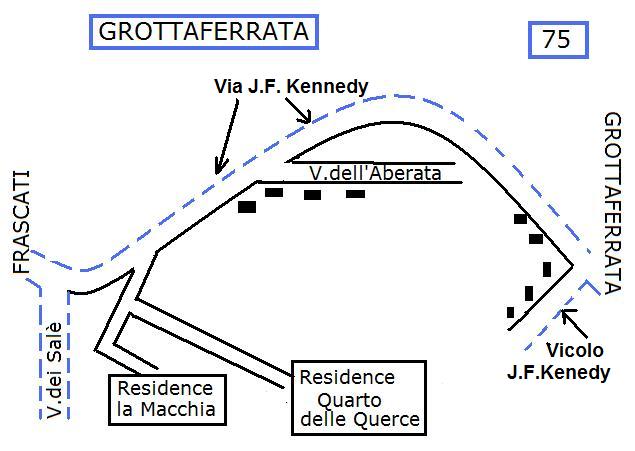 GROTTAFERRATA
75
Via J.F. Kennedy
GROTTAFERRATA
V.dell'Aberata
FRASCATI
V.dei Salè
Vicolo
J.F.Kenedy
Residence
la Macchia
Residence
Quarto
delle Querce